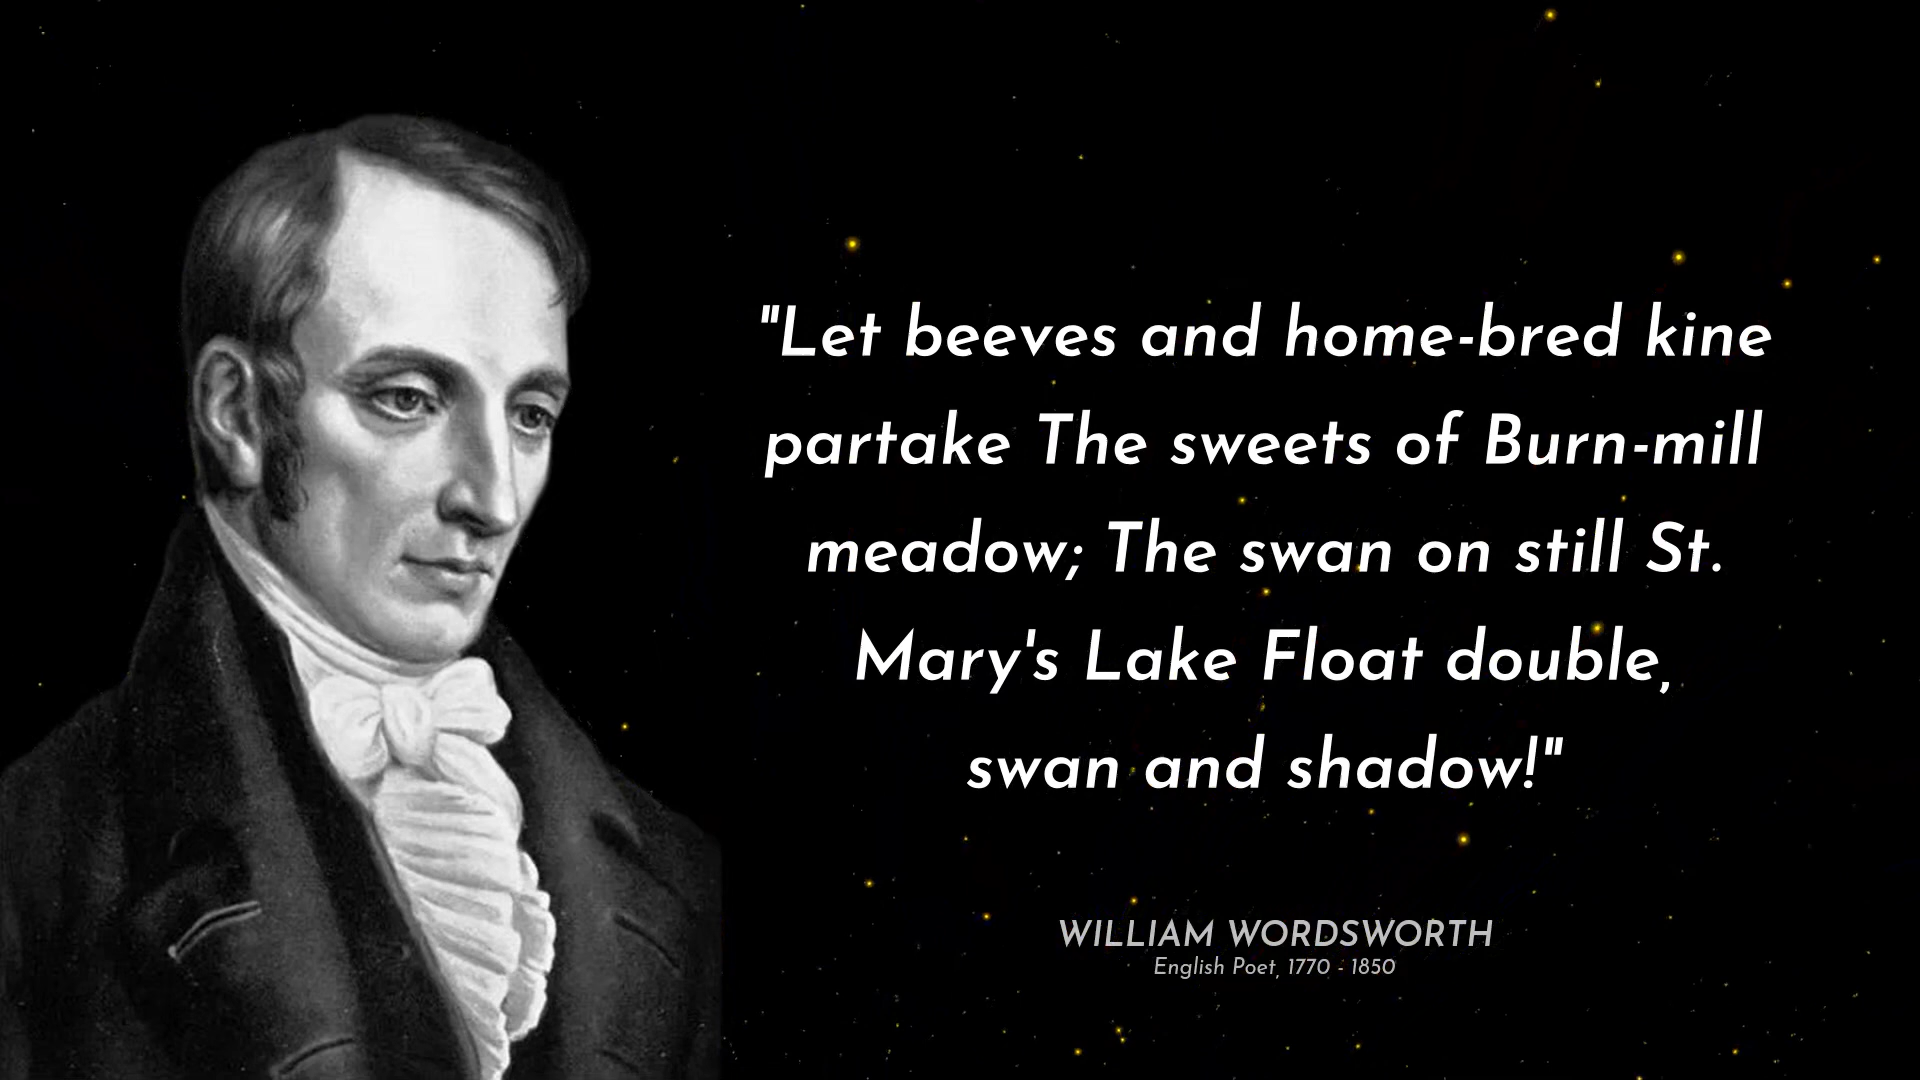 "Let beeves and home-bred kine
partake The sweets of Burn-mill
meadow; The swan on still St.
Mary's Lake Float double,
swan and shadow!"
WILLIAM WORDSWORTH
English Poet, 1770 - 1850